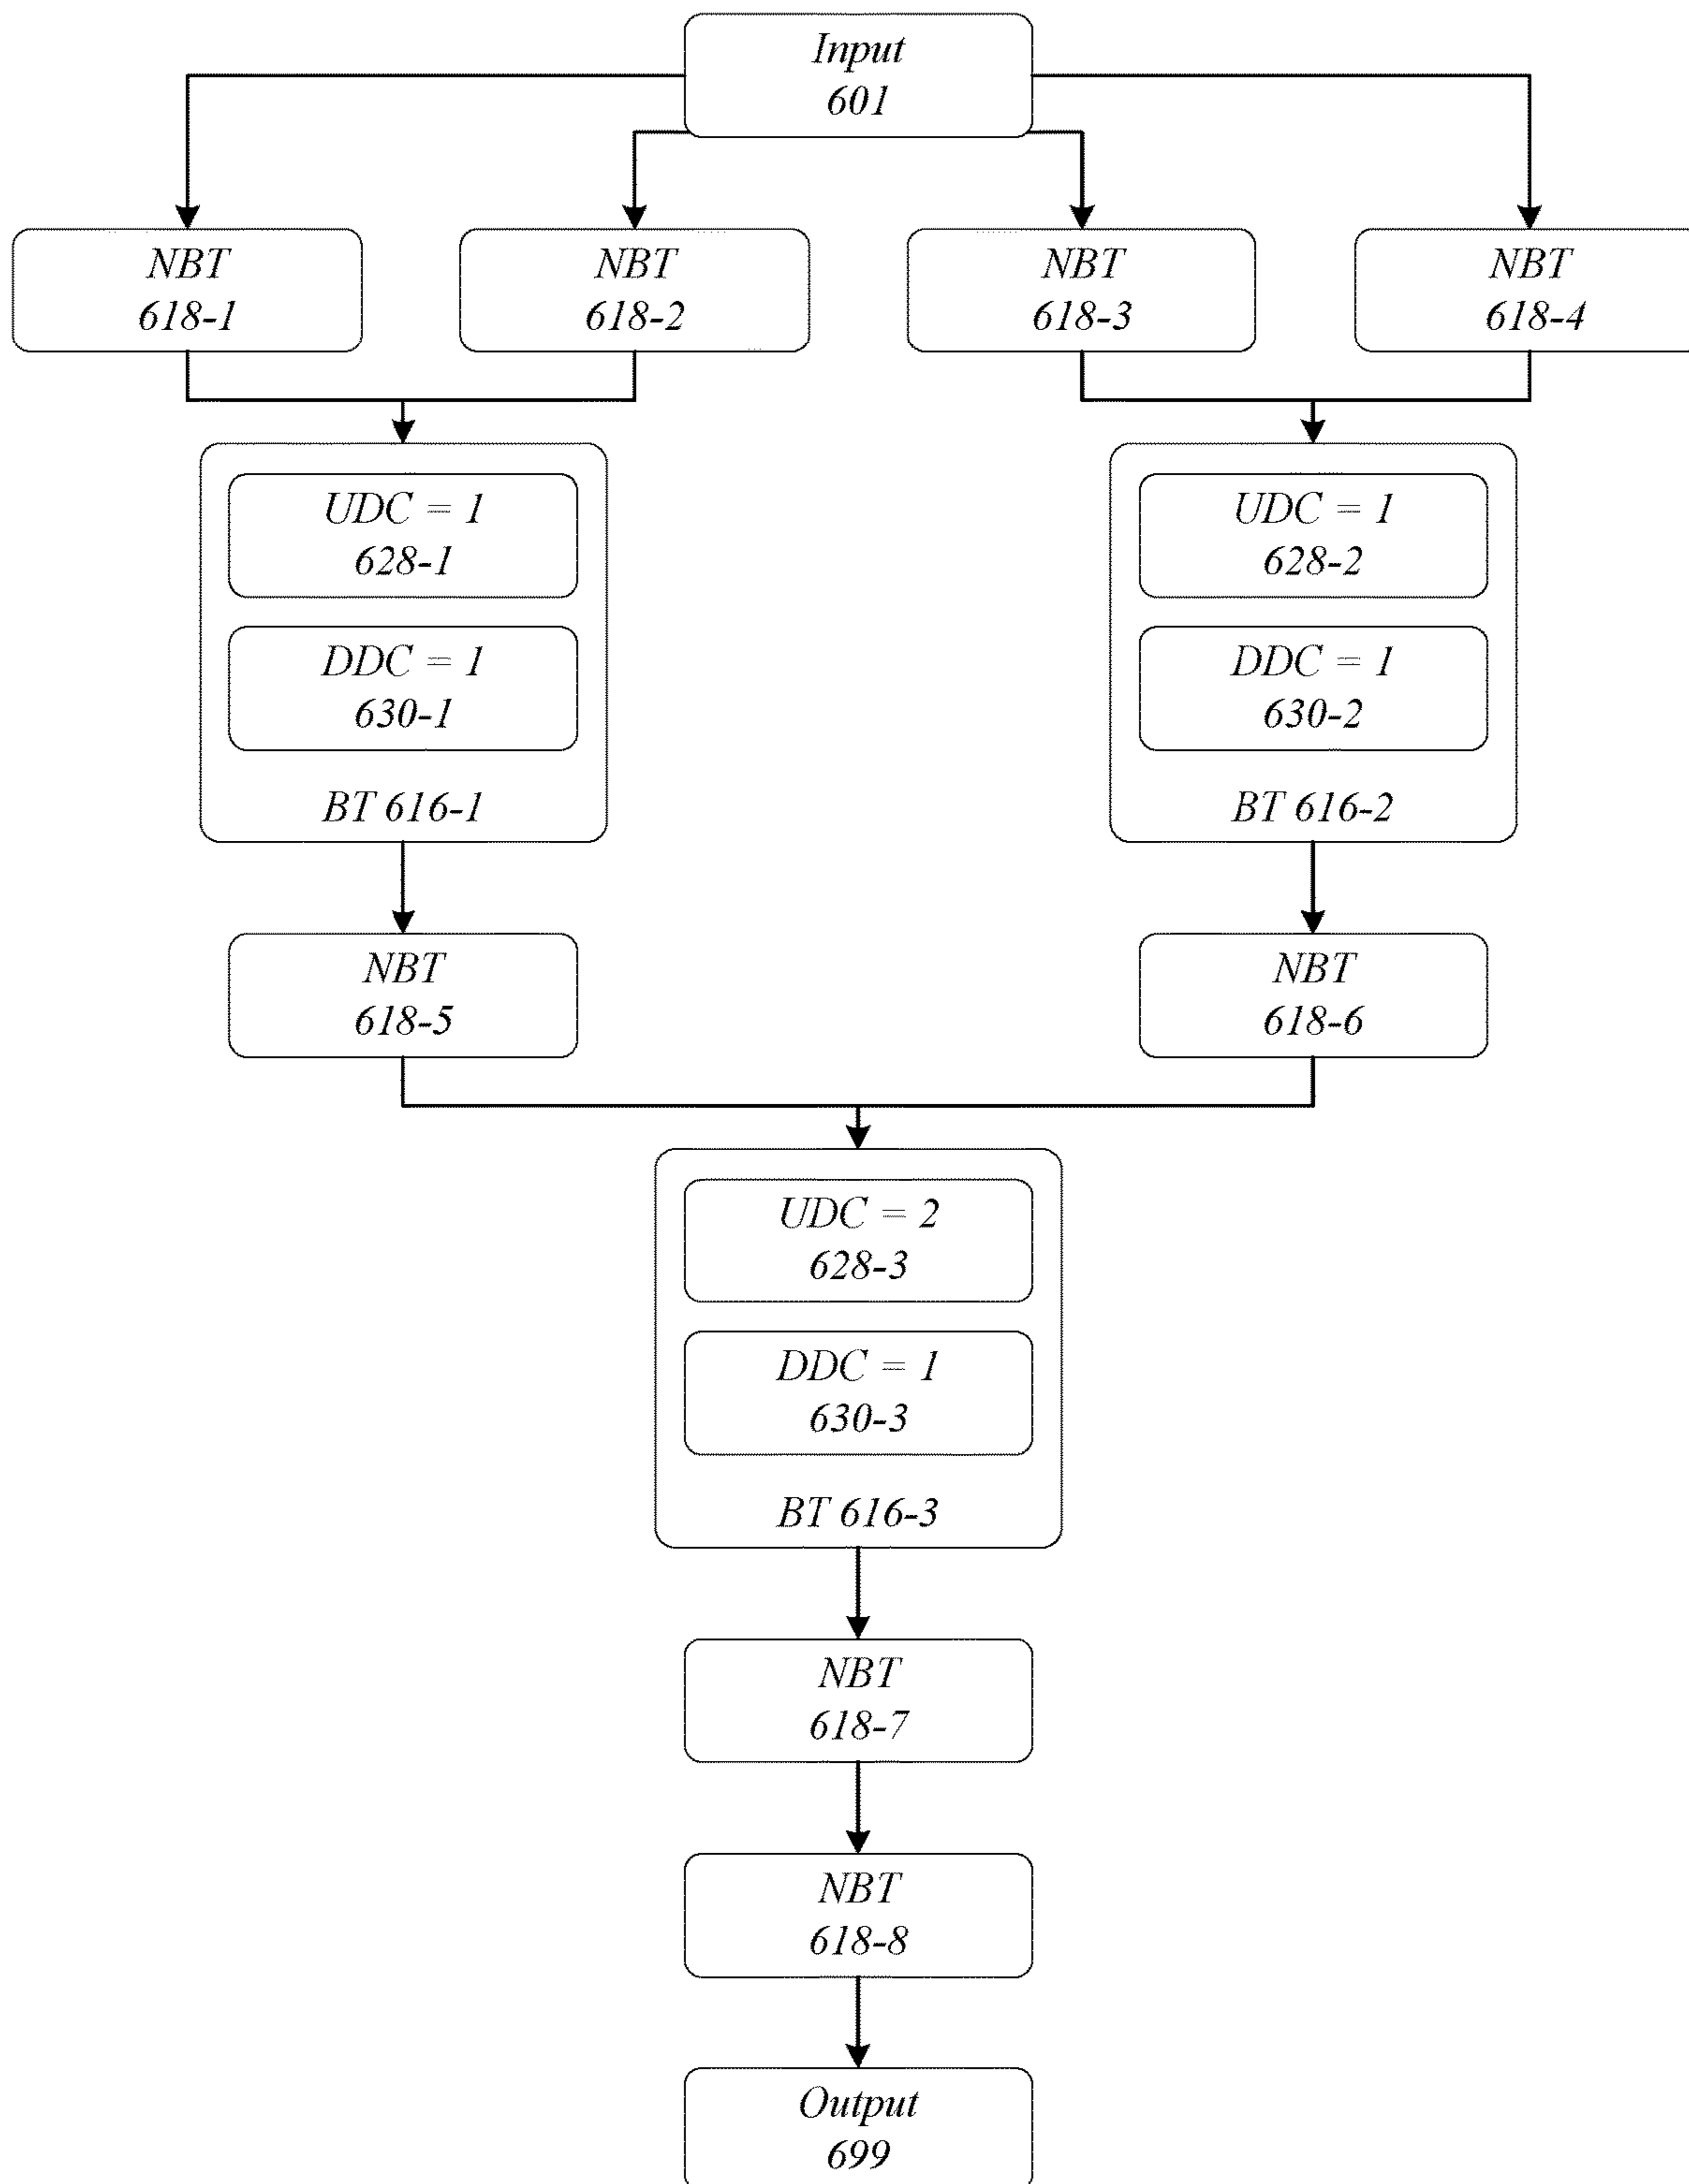 Input
601
NBT
618-1
NBT
618-2
NBT
618-3
NBT
618-4
UDC = 1
628-1
DDC = 1
630-1
BT 616-1
UDC = 1
628-2
DDC = 1
630-2
BT 616-2
NBT
618-5
NBT
618-6
UDC = 2
628-3
DDC = 1
630-3
BT 616-3
NBT
618-7
NBT
618-8
Output
699